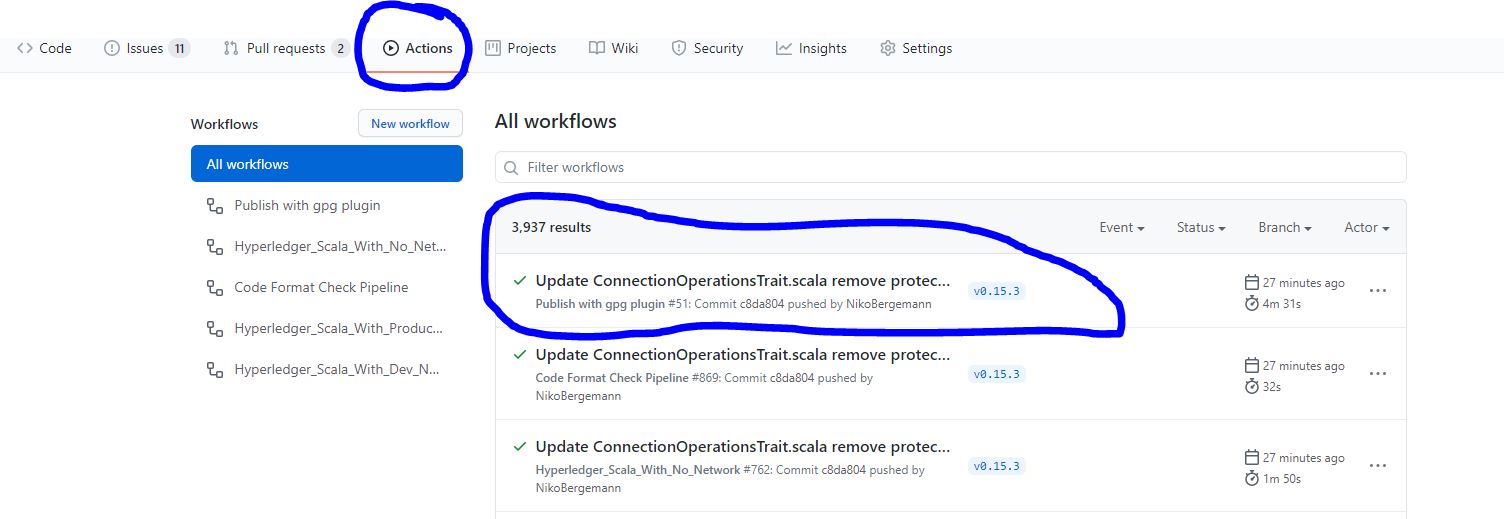 Code Issues 11 Pull requests 2 Actions Projects Wiki Security Insights Settings
Workflows New workflow
All workflows
Publish with gpg plugin
Hyperledger_Scala_With_No_Net...
Code Format Check Pipeline
Hyperledger_Scala_With_Produc...
Hyperledger_Scala_With_Dev_N...
All workflows
Filter workflows
3,937 results Event Status Branch Actor
Update ConnectionOperationsTrait.scala remove protec...
Publish with gpg plugin #51: Commit c8da804 pushed by NikoBergemann
v0.15.3
27 minutes ago
4m 31s
Update ConnectionOperationsTrait.scala remove protec...
Code Format Check Pipeline #869: Commit c8da804 pushed by
NikoBergemann
v0.15.3
27 minutes ago
32s
Update ConnectionOperationsTrait.scala remove protec...
Hyperledger_Scala_With_No_Network #762: Commit c8da804 pushed by
NikoBergemann
v0.15.3
27 minutes ago
1m 50s